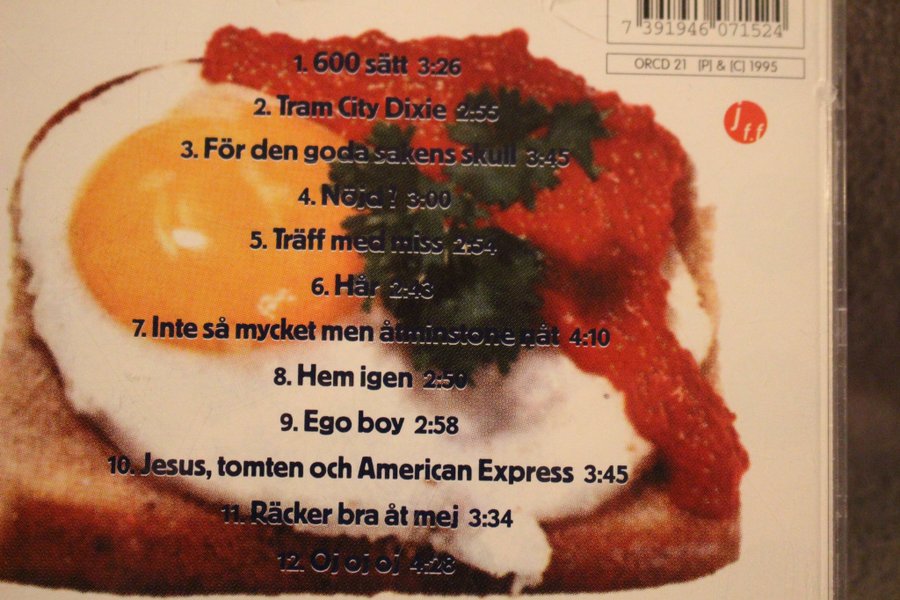 7 391946 071524
ORCD 21 [P] & [C] 1995
j f.f
1. 600 sätt 3:26
2. Tram City Dixie 2:55
3. För den goda sakens skull 3:45
4. Nöjd ? 3:00
5. Träff med miss 2:54
6. Hår 2:43
7. Inte så mycket men åtminstone nåt 4:10
8. Hem igen 2:50
9. Ego boy 2:58
10. Jesus, tomten och American Express 3:45
11. Räcker bra åt mej 3:34
12. Oj oj oj 4:28